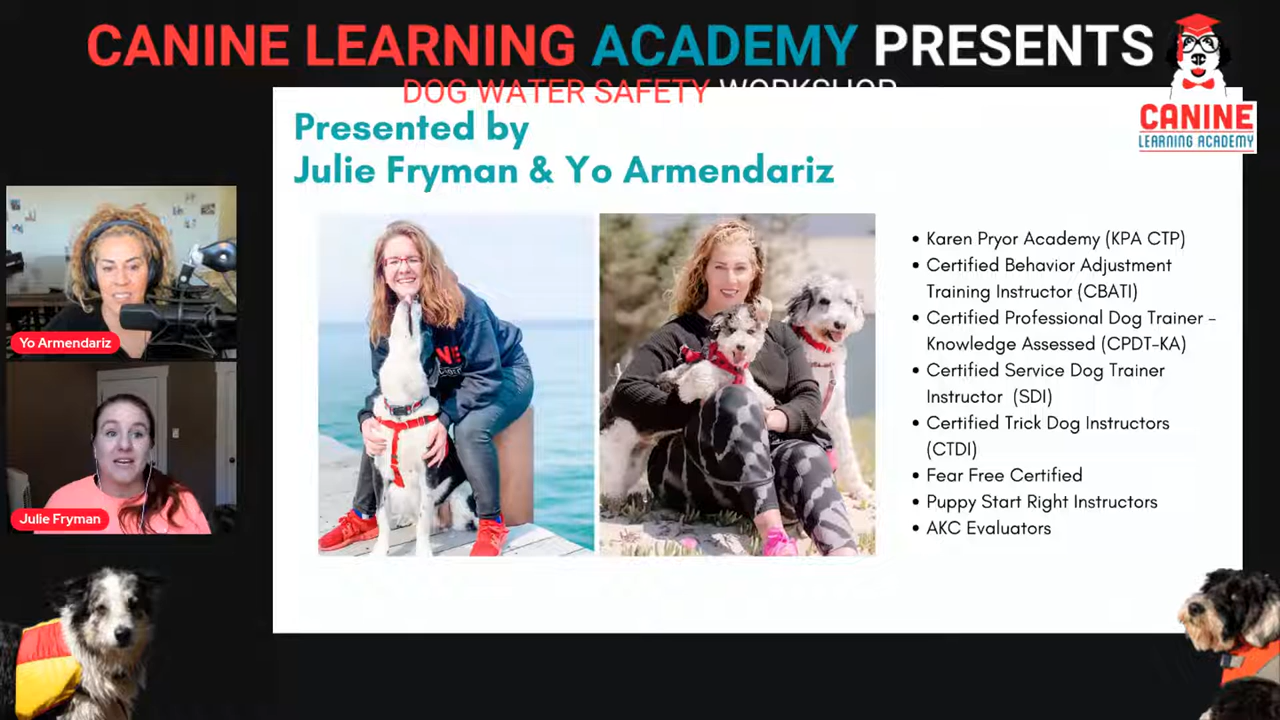 CANINE LEARNING ACADEMY PRESENTS
DOG WATER SAFETY WORKSHOP
CANINE
LEARNING ACADEMY
Presented by
Julie Fryman & Yo Armendariz
Yo Armendariz
Julie Fryman
• Karen Pryor Academy (KPA CTP)
• Certified Behavior Adjustment
Training Instructor (CBATI)
• Certified Professional Dog Trainer –
Knowledge Assessed (CPDT-KA)
• Certified Service Dog Trainer
Instructor (SDI)
• Certified Trick Dog Instructors
(CTDI)
• Fear Free Certified
• Puppy Start Right Instructors
• AKC Evaluators